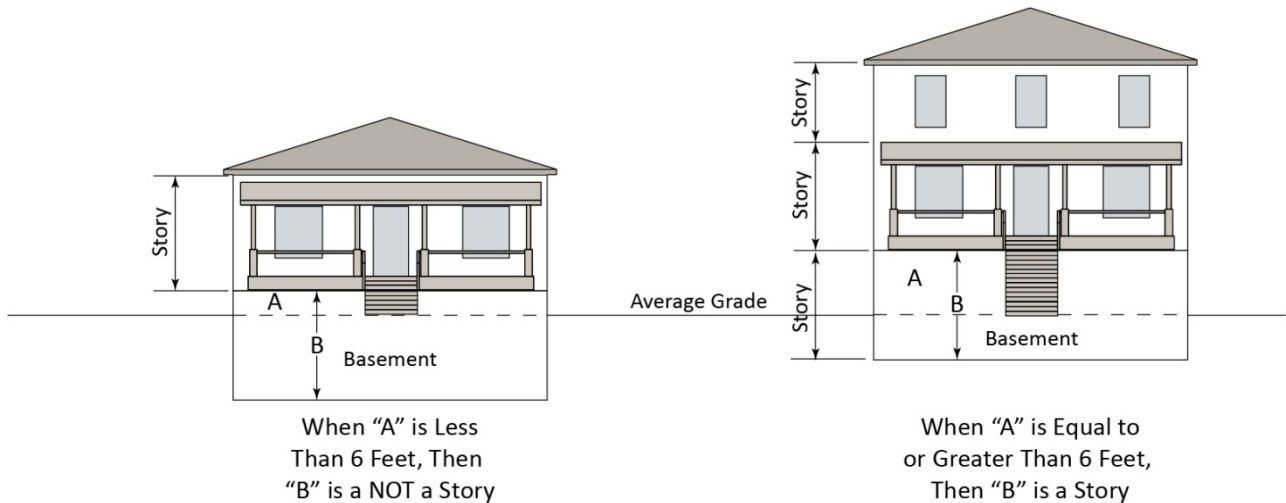 Story
A
B
Basement
When “A” is Less
Than 6 Feet, Then
“B” is a NOT a Story
Average Grade
Story
Story
Story
A
B
Basement
When “A” is Equal to
or Greater Than 6 Feet,
Then “B” is a Story